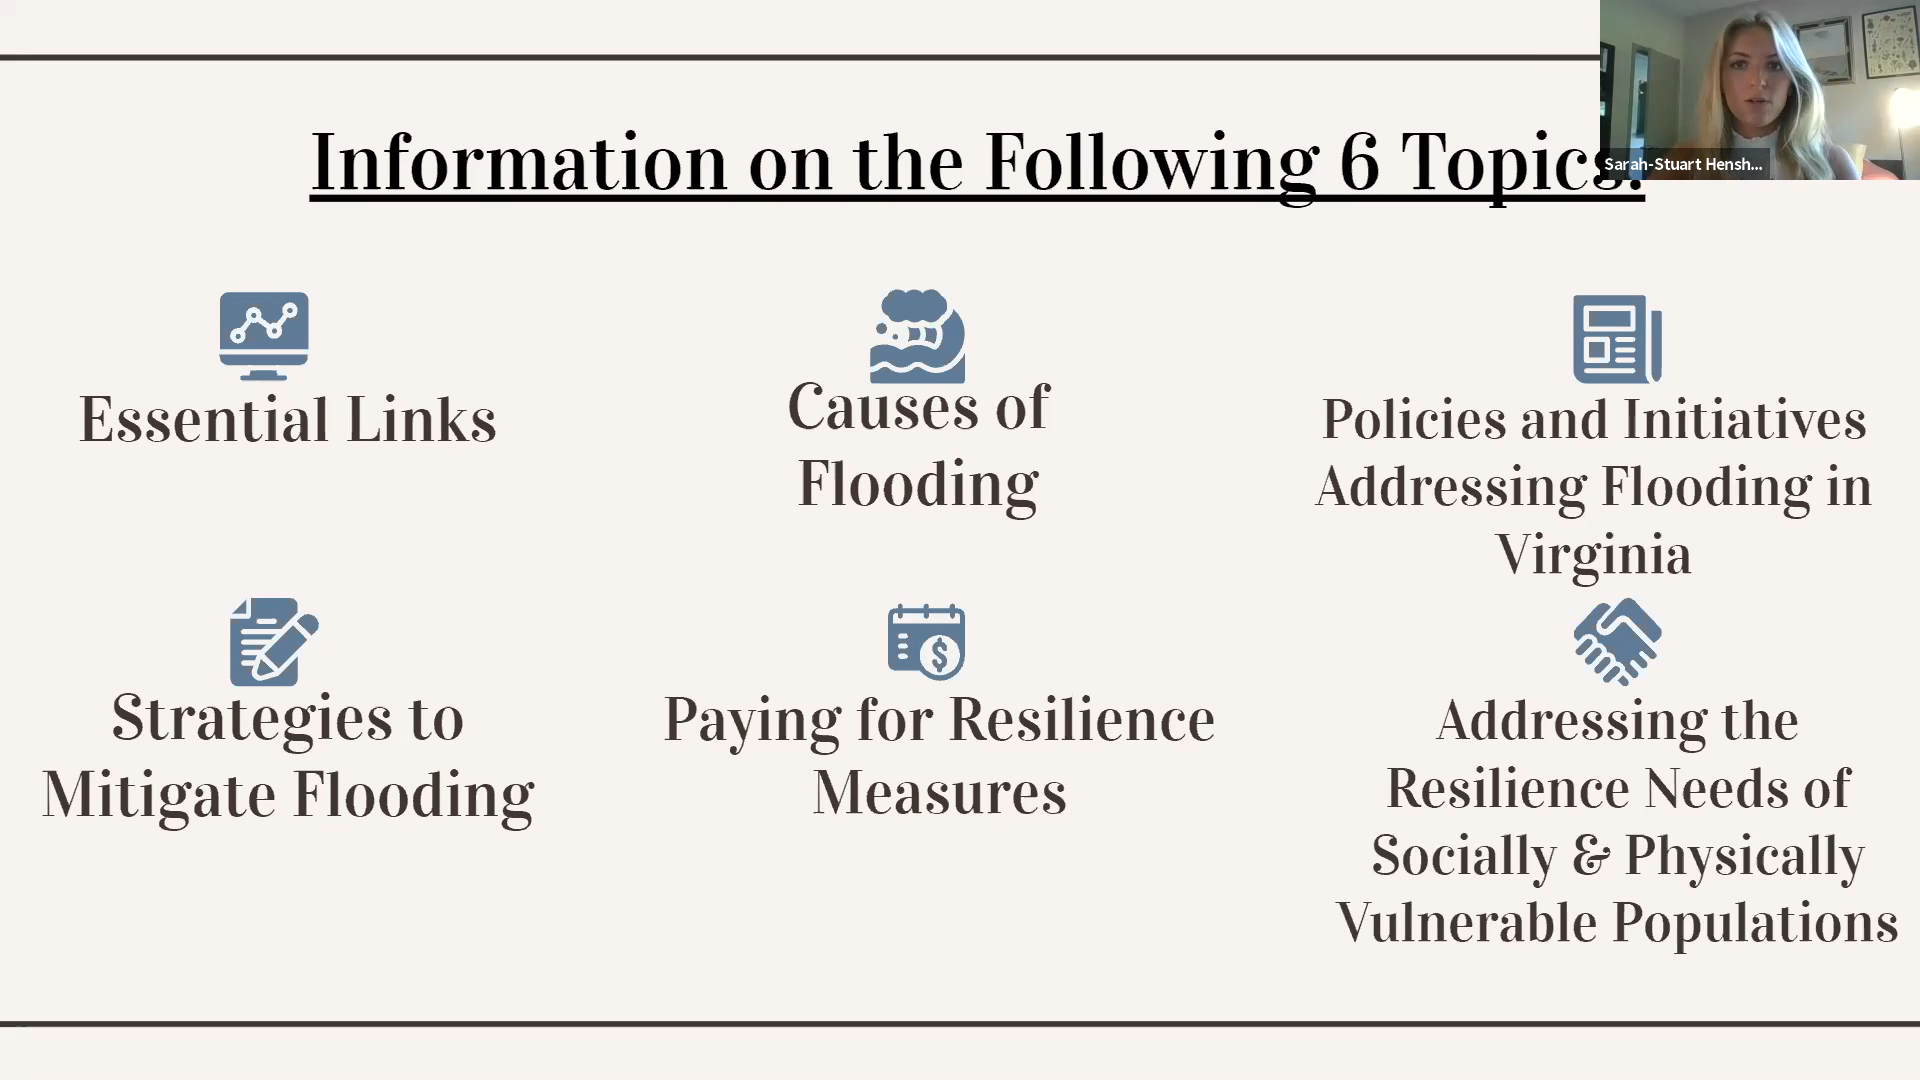 Information on the Following 6 Topics:
Sarah-Stuart Hensh...
Essential Links
Causes of
Flooding
Policies and Initiatives
Addressing Flooding in
Virginia
Strategies to
Mitigate Flooding
Paying for Resilience
Measures
Addressing the
Resilience Needs of
Socially & Physically
Vulnerable Populations
$